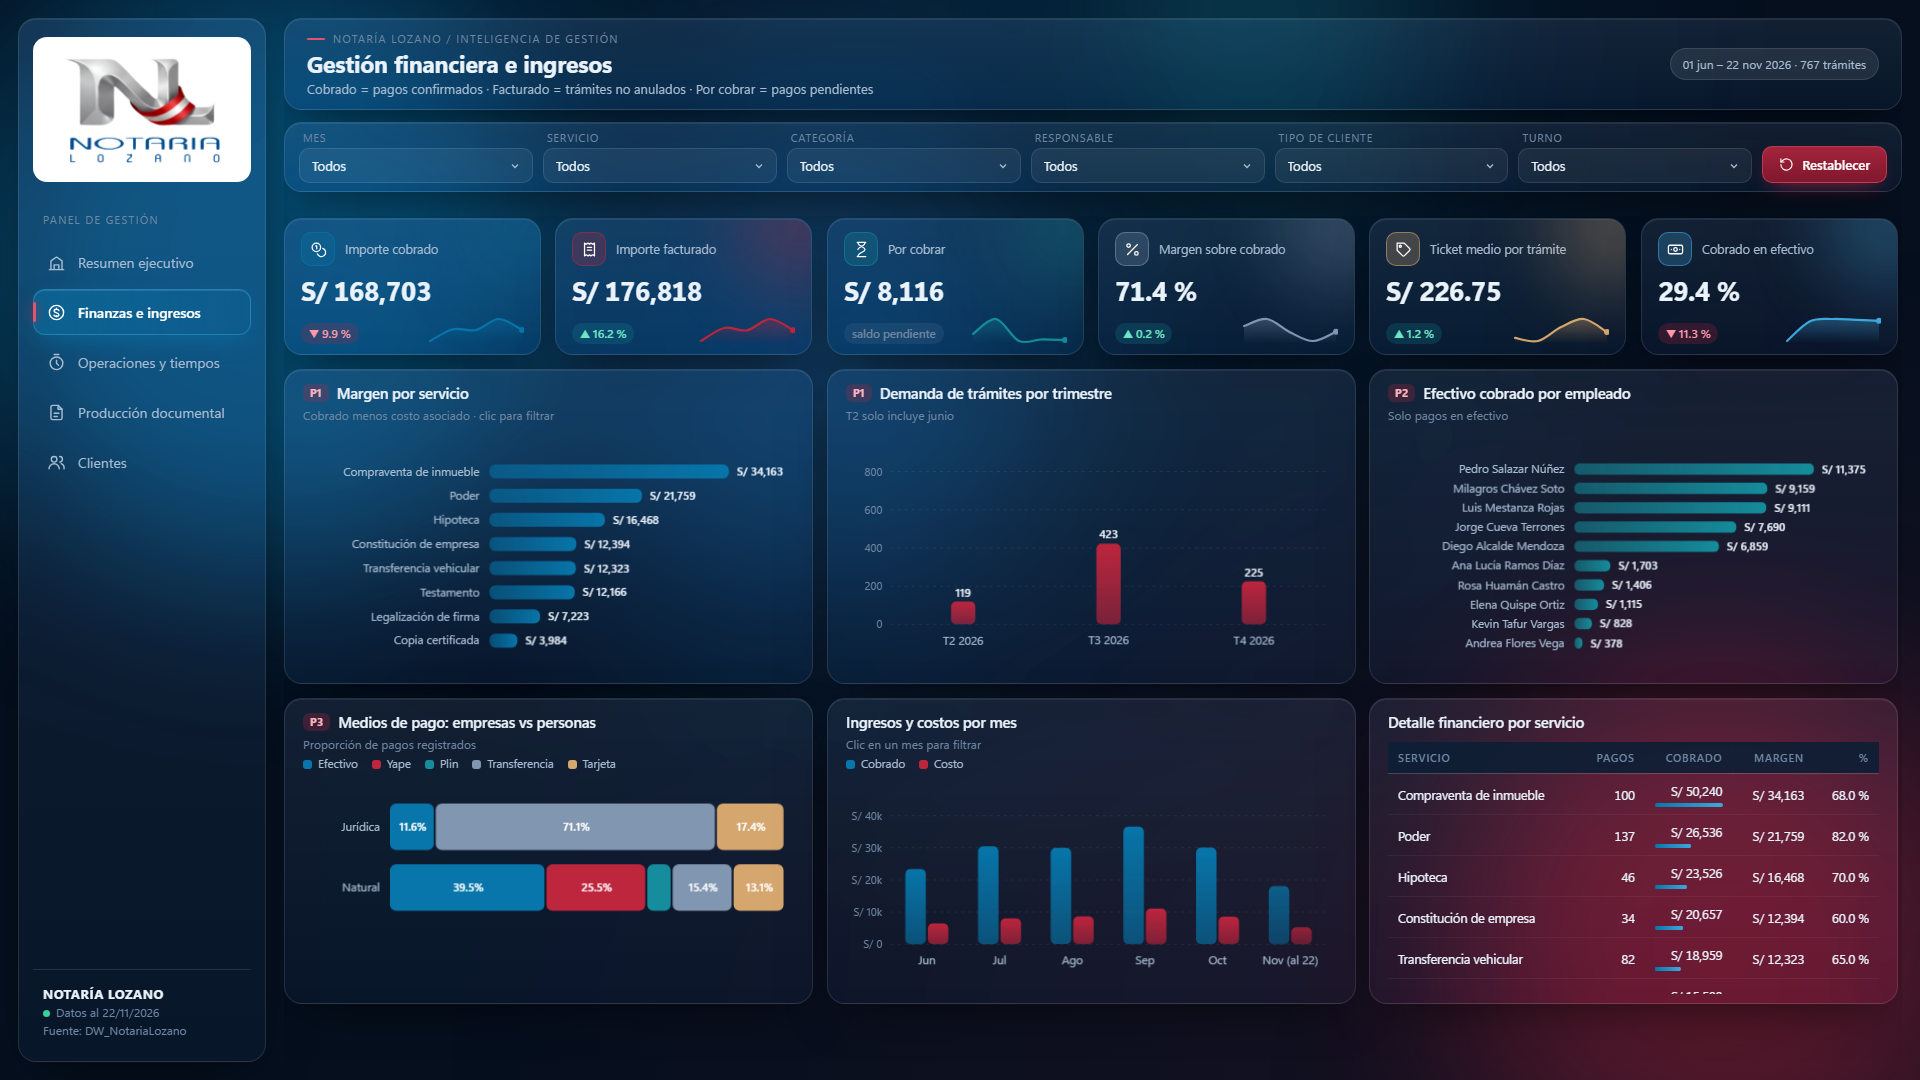 NOTARIA
LOZANO
PANEL DE GESTIÓN
Resumen ejecutivo
Finanzas e ingresos
Operaciones y tiempos
Producción documental
Clientes
NOTARÍA LOZANO
Datos al 22/11/2026
Fuente: DW_NotariaLozano
NOTARÍA LOZANO / INTELIGENCIA DE GESTIÓN
Gestión financiera e ingresos
Cobrado = pagos confirmados · Facturado = trámites no anulados · Por cobrar = pagos pendientes
01 jun – 22 nov 2026 · 767 trámites
MES
Todos
SERVICIO
Todos
CATEGORÍA
Todos
RESPONSABLE
Todos
TIPO DE CLIENTE
Todos
TURNO
Todos
Restablecer
Importe cobrado
S/ 168,703
▼ 9.9 %
Importe facturado
S/ 176,818
▲ 16.2 %
Por cobrar
S/ 8,116
saldo pendiente
Margen sobre cobrado
71.4 %
▲ 0.2 %
Ticket medio por trámite
S/ 226.75
▲ 1.2 %
Cobrado en efectivo
29.4 %
▼ 11.3 %
P1 Margen por servicio
Cobrado menos costo asociado · clic para filtrar
Compraventa de inmueble S/ 34,163
Poder S/ 21,759
Hipoteca S/ 16,468
Constitución de empresa S/ 12,394
Transferencia vehicular S/ 12,323
Testamento S/ 12,166
Legalización de firma S/ 7,223
Copia certificada S/ 3,984
P1 Demanda de trámites por trimestre
T2 solo incluye junio
800
600
400
200
0
119
423
225
T2 2026 T3 2026 T4 2026
P2 Efectivo cobrado por empleado
Solo pagos en efectivo
Pedro Salazar Núñez S/ 11,375
Milagros Chávez Soto S/ 9,159
Luis Mestanza Rojas S/ 9,111
Jorge Cueva Terrones S/ 7,690
Diego Alcalde Mendoza S/ 6,859
Ana Lucía Ramos Díaz S/ 1,703
Rosa Huamán Castro S/ 1,406
Elena Quispe Ortiz S/ 1,115
Kevin Tafur Vargas S/ 828
Andrea Flores Vega S/ 378
P3 Medios de pago: empresas vs personas
Proporción de pagos registrados
Efectivo Yape Plin Transferencia Tarjeta
Jurídica 11.6% 71.1% 17.4%
Natural 39.5% 25.5% 15.4% 13.1%
Ingresos y costos por mes
Clic en un mes para filtrar
Cobrado Costo
S/ 40k
S/ 30k
S/ 20k
S/ 10k
S/ 0
Jun Jul Ago Sep Oct Nov (al 22)
Detalle financiero por servicio
SERVICIO PAGOS COBRADO MARGEN %
Compraventa de inmueble 100 S/ 50,240 S/ 34,163 68.0 %
Poder 137 S/ 26,536 S/ 21,759 82.0 %
Hipoteca 46 S/ 23,526 S/ 16,468 70.0 %
Constitución de empresa 34 S/ 20,657 S/ 12,394 60.0 %
Transferencia vehicular 82 S/ 18,959 S/ 12,323 65.0 %